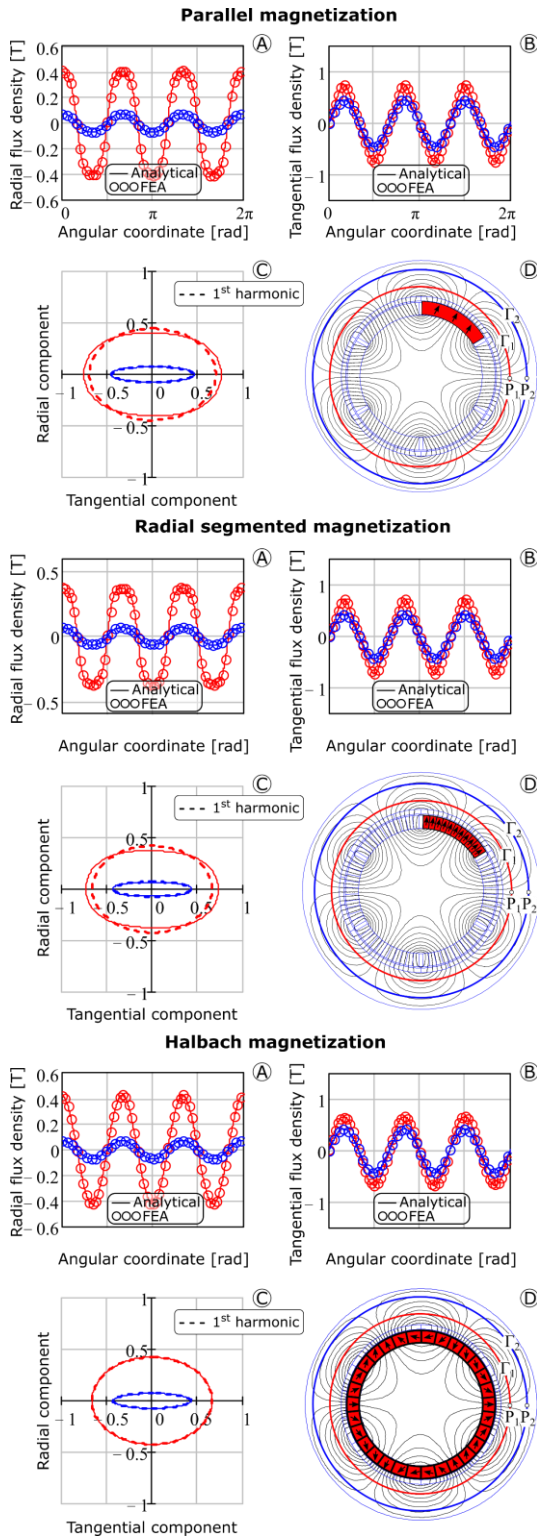 Parallel magnetization
A
B
Radial flux density [T]
0.6
0.4
0.2
0
−0.2
−0.4
0.6
Analytical
FEA
0
π
2π
Angular coordinate [rad]
Tangential flux density [T]
1
0
−1
Analytical
FEA
0
π
2π
Angular coordinate [rad]
C
D
Radial component
1
0.5
−0.5
−1
−1
0.5
0
0.5
1
1st harmonic
Tangential component
Γ2
Γ1
P1
P2
Radial segmented magnetization
A
B
Radial flux density [T]
0.5
0
−0.5
Analytical
FEA
Angular coordinate [rad]
Tangential flux density [T]
1
0
−1
Analytical
FEA
Angular coordinate [rad]
C
D
Radial component
1
0.5
−0.5
−1
−1
0.5
0
0.5
1
1st harmonic
Tangential component
Γ2
Γ1
P1
P2
Halbach magnetization
A
B
Radial flux density [T]
0.6
0.4
0.2
0
−0.2
−0.4
−0.6
Analytical
FEA
Angular coordinate [rad]
Tangential flux density [T]
1
0
−1
Analytical
FEA
Angular coordinate [rad]
C
D
Radial component
1
0.5
−0.5
−1
−1
0.5
0
0.5
1
1st harmonic
Tangential component
Γ2
Γ1
P1
P2